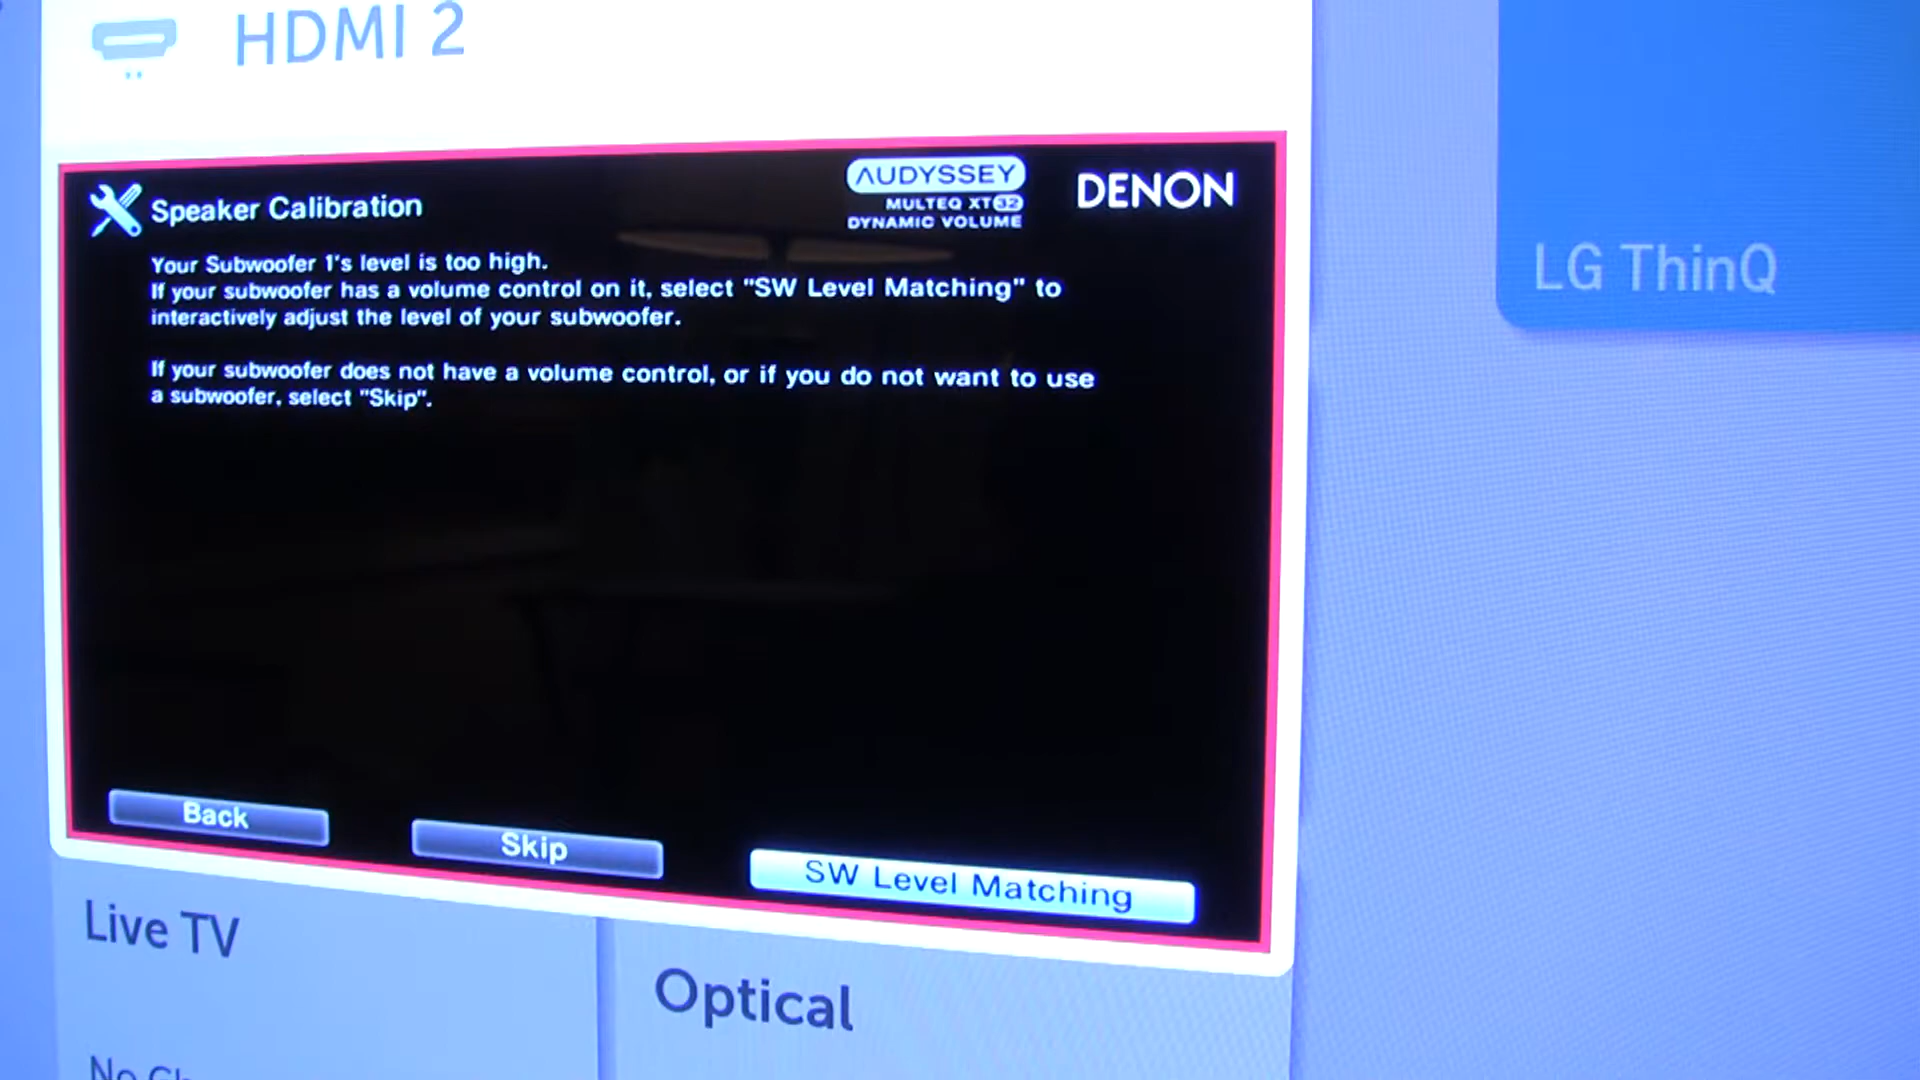 HDMI 2
Speaker Calibration
AUDYSSEY
MULTEQ XT32
DYNAMIC VOLUME
DENON
Your Subwoofer 1's level is too high.
If your subwoofer has a volume control on it, select "SW Level Matching" to
interactively adjust the level of your subwoofer.
If your subwoofer does not have a volume control, or if you do not want to use
a subwoofer, select "Skip".
Back
Skip
SW Level Matching
LG ThinQ
Live TV
Optical
No